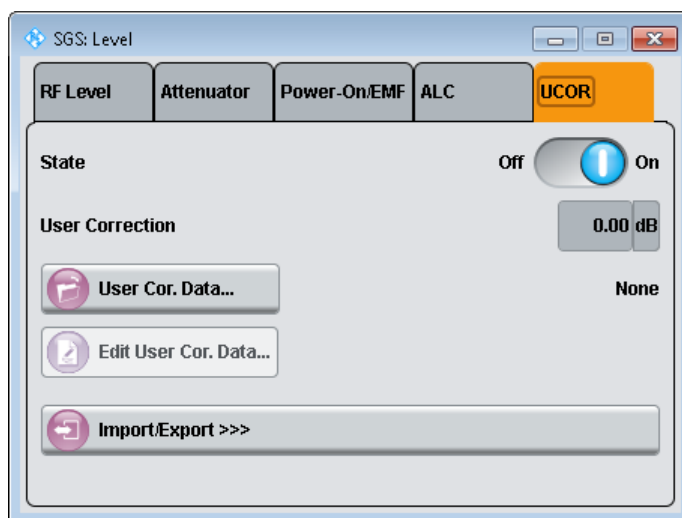 SGS: Level
RF Level Attenuator Power-On/EMF ALC UCOR
State Off On
User Correction 0.00 dB
User Cor. Data... None
Edit User Cor. Data...
Import/Export >>>